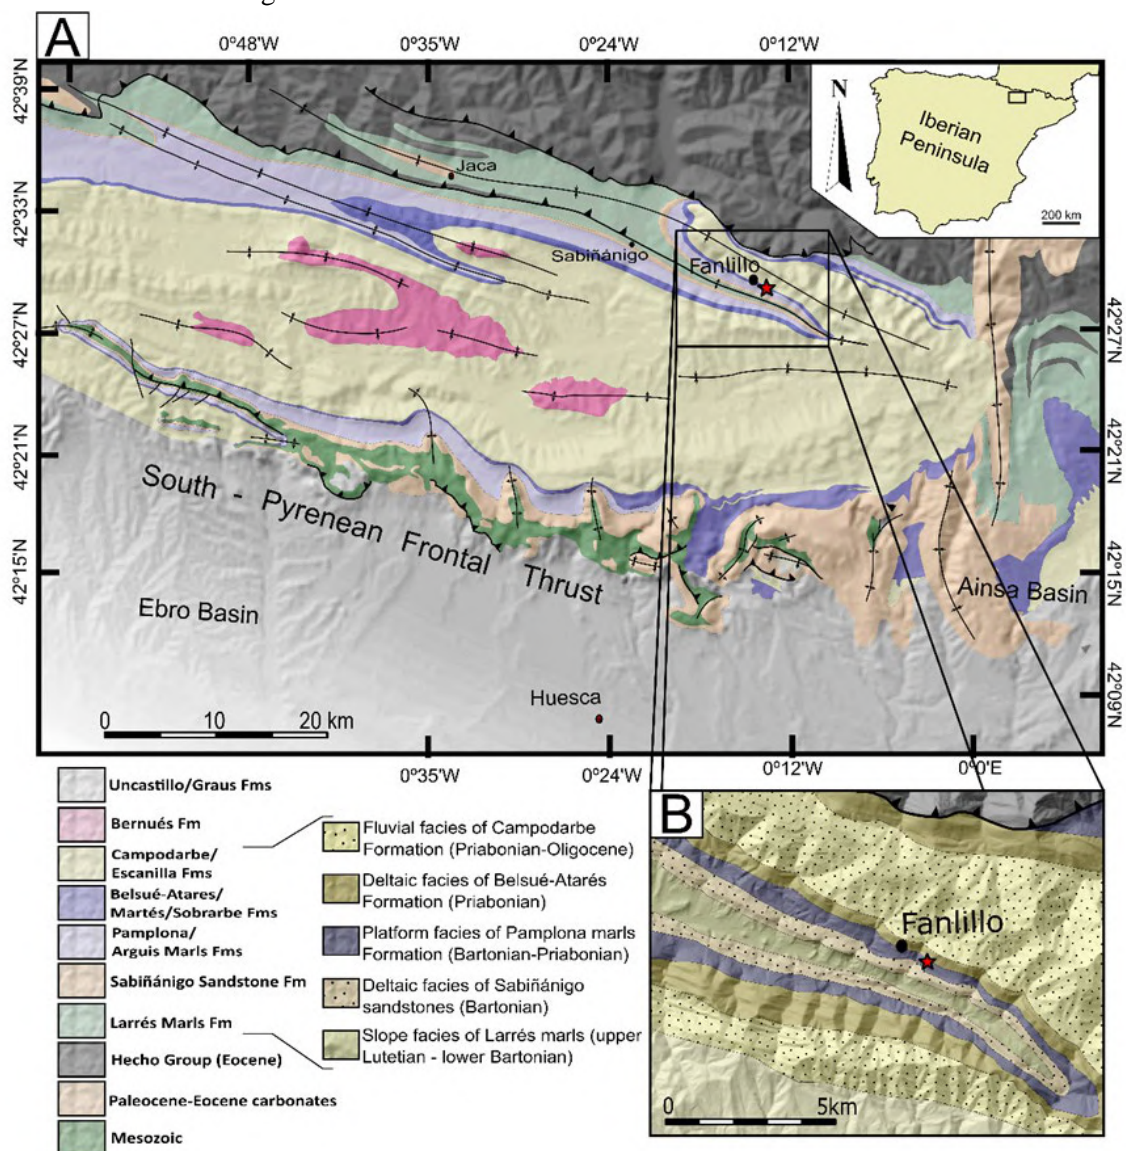 A
0°48'W
0°35'W
0°24'W
0°12'W
42°39'N
42°33'N
42°27'N
42°21'N
42°15'N
N
Iberian
Peninsula
200 km
Jaca
Sabiñánigo
Fanlillo
42°27'N
42°21'N
42°15'N
42°09'N
South - Pyrenean Frontal Thrust
Ainsa Basin
Ebro Basin
Huesca
0 10 20 km
0°35'W
0°24'W
0°12'W
0°0'E
Uncastillo/Graus Fms
Bernués Fm
Campodarbe/
Escanilla Fms
Belsué-Atares/
Martés/Sobrarbe Fms
Pamplona/
Arguis Marls Fms
Sabiñánigo Sandstone Fm
Larrés Marls Fm
Hecho Group (Eocene)
Paleocene-Eocene carbonates
Mesozoic
Fluvial facies of Campodarbe
Formation (Priabonian-Oligocene)
Deltaic facies of Belsué-Atarés
Formation (Priabonian)
Platform facies of Pamplona marls
Formation (Bartonian-Priabonian)
Deltaic facies of Sabiñánigo
sandstones (Bartonian)
Slope facies of Larrés marls (upper
Lutetian - lower Bartonian)
B
Fanlillo
0 5km